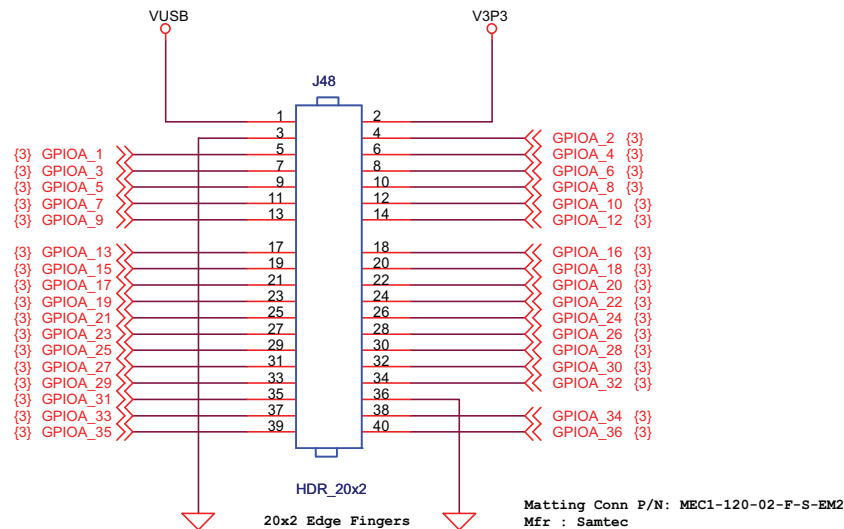 VUSB V3P3
J48
1 2
3 4 GPIOA_2 {3}
{3} GPIOA_1 5 6 GPIOA_4 {3}
{3} GPIOA_3 7 8 GPIOA_6 {3}
{3} GPIOA_5 9 10 GPIOA_8 {3}
{3} GPIOA_7 11 12 GPIOA_10 {3}
{3} GPIOA_9 13 14 GPIOA_12 {3}
{3} GPIOA_13 17 18 GPIOA_16 {3}
{3} GPIOA_15 19 20 GPIOA_18 {3}
{3} GPIOA_17 21 22 GPIOA_20 {3}
{3} GPIOA_19 23 24 GPIOA_22 {3}
{3} GPIOA_21 25 26 GPIOA_24 {3}
{3} GPIOA_23 27 28 GPIOA_26 {3}
{3} GPIOA_25 29 30 GPIOA_28 {3}
{3} GPIOA_27 31 32 GPIOA_30 {3}
{3} GPIOA_29 33 34 GPIOA_32 {3}
{3} GPIOA_31 35 36
{3} GPIOA_33 37 38 GPIOA_34 {3}
{3} GPIOA_35 39 40 GPIOA_36 {3}
HDR_20x2
20x2 Edge Fingers
Matting Conn P/N: MEC1-120-02-F-S-EM2
Mfr : Samtec